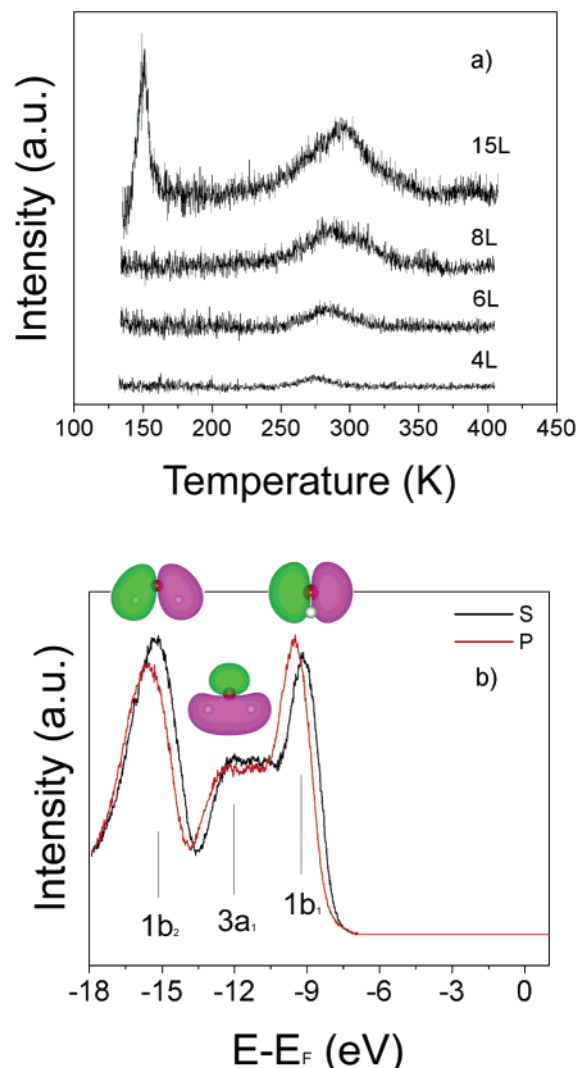 a)
15L
8L
6L
4L
Intensity (a.u.)
100 150 200 250 300 350 400 450
Temperature (K)
S
P
b)
Intensity (a.u.)
1b₂
3a₁
1b₁
-18 -15 -12 -9 -6 -3 0
E-E_F (eV)